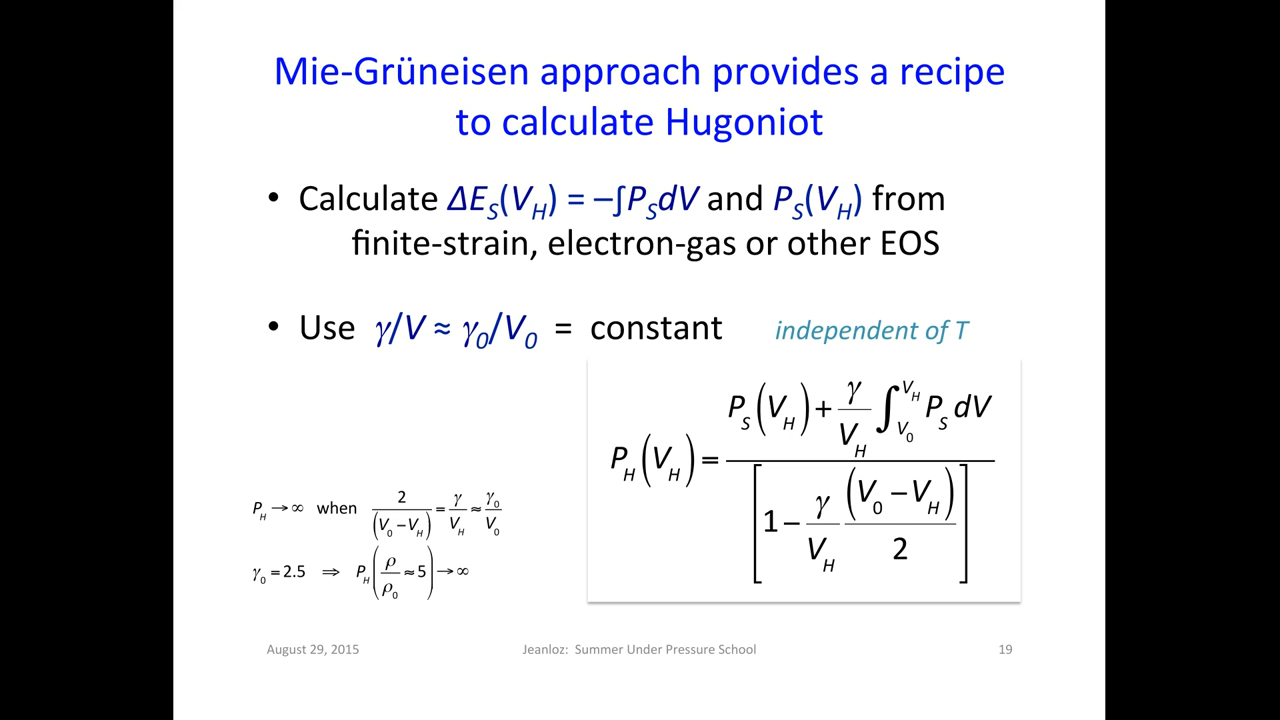 Mie-Grüneisen approach provides a recipe
to calculate Hugoniot
• Calculate ΔE_S(V_H) = –∫P_SdV and P_S(V_H) from
finite-strain, electron-gas or other EOS
• Use γ/V ≈ γ_0/V_0 = constant independent of T
P_H(V_H) = (P_S(V_H) + γ/V_H ∫_{V_0}^{V_H} P_S dV) / [1 – γ/V_H (V_0 – V_H)/2]
P_H → ∞ when 2/(V_0 – V_H) = γ/V_H ≈ γ_0/V_0
γ_0 = 2.5 ⇒ P_H(ρ/ρ_0 ≈ 5) → ∞
August 29, 2015 Jeanloz: Summer Under Pressure School 19